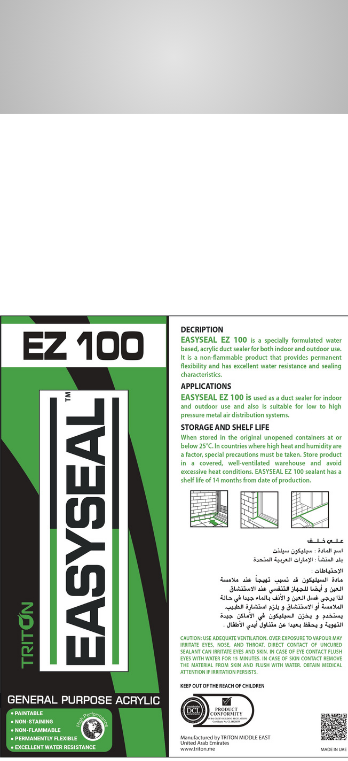 EZ 100
EASYSEAL™
TRITON
GENERAL PURPOSE ACRYLIC
• PAINTABLE
• NON- STAINING
• NON-FLAMMABLE
• PERMANENTLY FLEXIBLE
• EXCELLENT WATER RESISTANCE
DECRIPTION
EASYSEAL EZ 100 is a specially formulated water
based, acrylic duct sealer for both indoor and outdoor use.
It is a non-flammable product that provides permanent
flexibility and has excellent water resistance and sealing
characteristics.
APPLICATIONS
EASYSEAL EZ 100 is used as a duct sealer for indoor
and outdoor use and also is suitable for low to high
pressure metal air distribution systems.
STORAGE AND SHELF LIFE
When stored in the original unopened containers at or
below 25°C. In countries where high heat and humidity are
a factor, special precautions must be taken. Store product
in a covered, well-ventilated warehouse and avoid
excessive heat conditions. EASYSEAL EZ 100 sealant has a
shelf life of 14 months from date of production.
اسم المادة : سيليكون سيلنت
بلد المنشأ : الإمارات العربية المتحدة
الاحتياطات :
مادة السيليكون قد تسبب تهيجاً عند ملامسة
العين و أيضا للجهاز التنفسي عند الاستنشاق
لذا يرجى غسل العين و الأنف بالماء جيدا في حالة
الملامسة أو الاستنشاق و يلزم استشارة الطبيب.
يستخدم و يخزن السيليكون في الأماكن جيدة
التهوية و يحفظ بعيدا عن متناول أيدي الأطفال .
CAUTION: USE ADEQUATE VENTILATION. OVER EXPOSURE TO VAPOUR MAY
IRRITATE EYES, NOSE, AND THROAT. DIRECT CONTACT OF UNCURED
SEALANT CAN IRRITATE EYES AND SKIN. IN CASE OF EYE CONTACT FLUSH
EYES WITH WATER FOR 15 MINUTES. IN CASE OF SKIN CONTACT REMOVE
THE MATERIAL FROM SKIN AND FLUSH WITH WATER. OBTAIN MEDICAL
ATTENTION IF IRRITATION PERSISTS.
KEEP OUT OF THE REACH OF CHILDREN
DCL
PRODUCT
CONFORMITY
Manufactured by TRITON MIDDLE EAST
United Arab Emirates
www.triton.me
MADE IN UAE